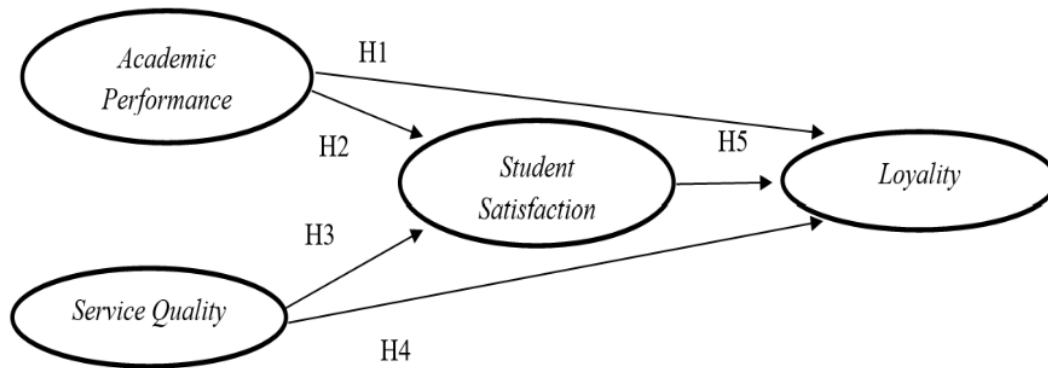 Academic
Performance
H1
H2
Student
Satisfaction
H5
Loyality
H3
Service Quality
H4